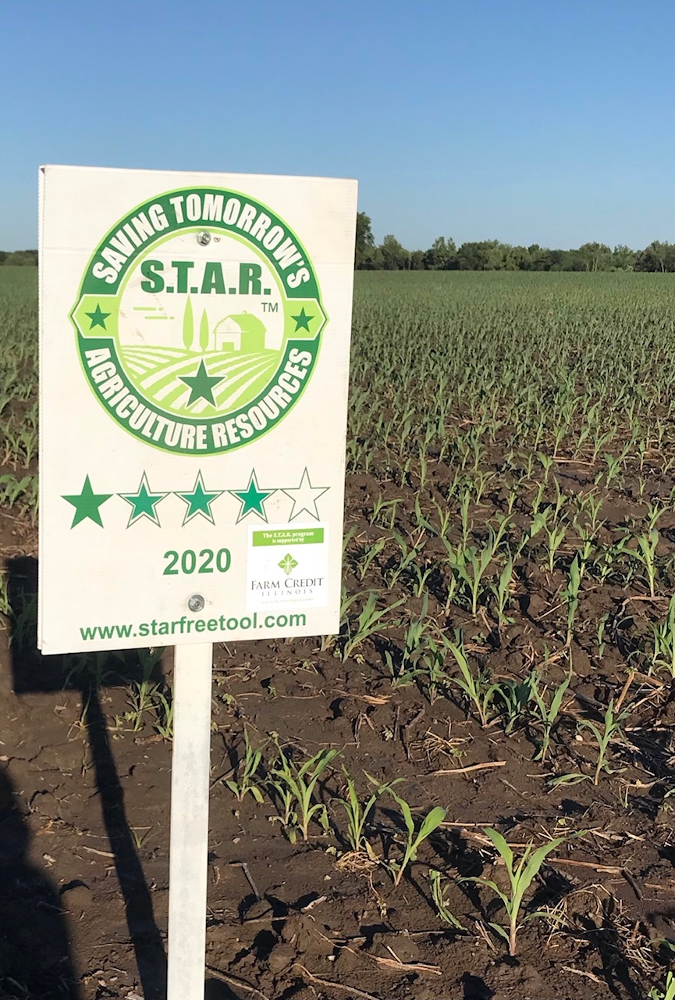 SAVING TOMORROW'S
S.T.A.R.
TM
AGRICULTURE RESOURCES
2020
The S.T.A.R. program
is supported by
FARM CREDIT
ILLINOIS
www.starfreetool.com